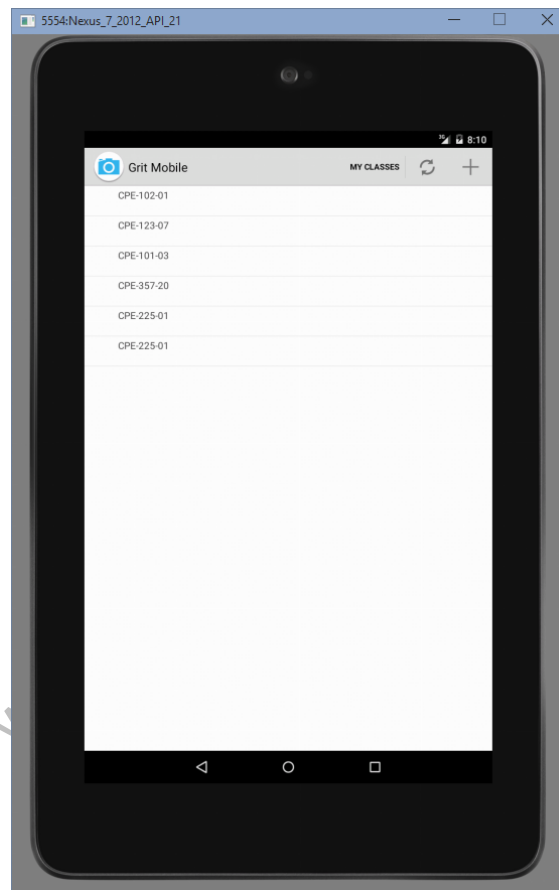 5554:Nexus_7_2012_API_21
3G 8:10
Grit Mobile MY CLASSES
CPE-102-01
CPE-123-07
CPE-101-03
CPE-357-20
CPE-225-01
CPE-225-01